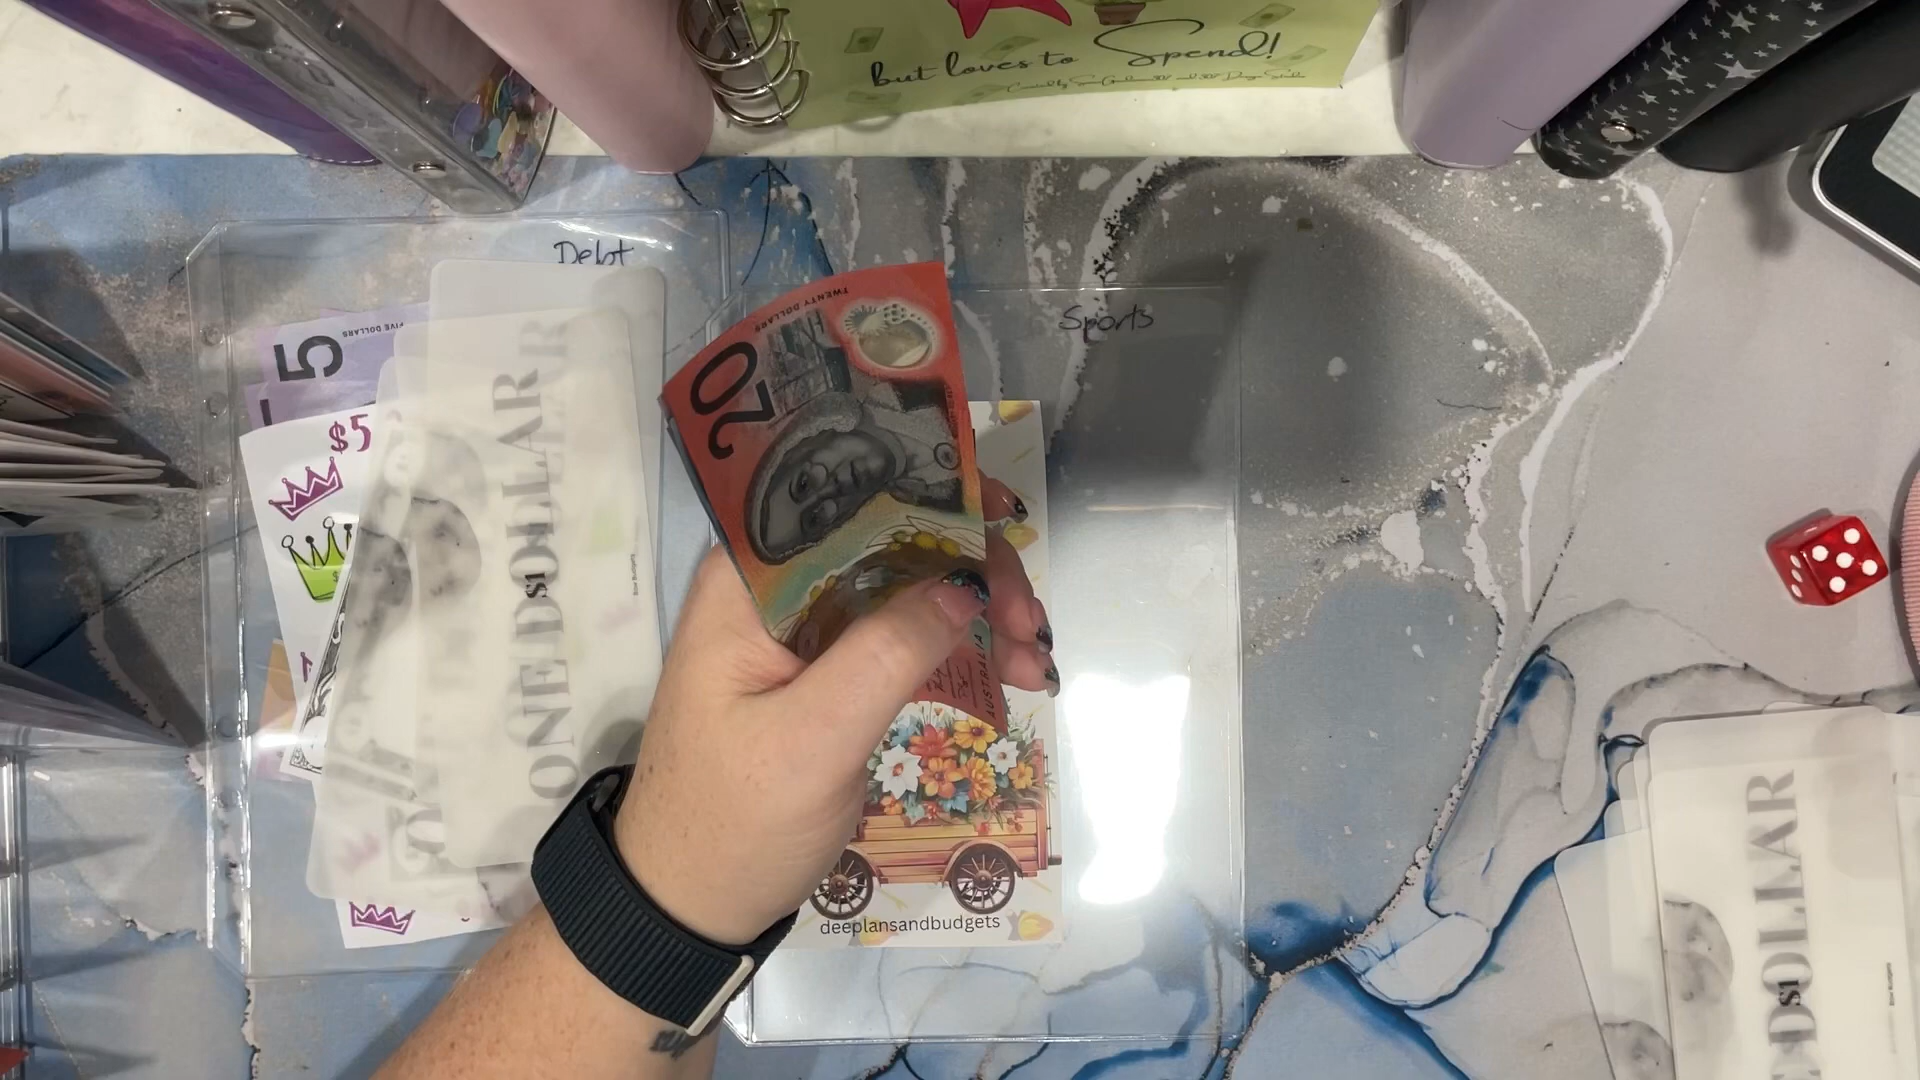 but loves to Spend!
Debt
Sports
5
FIVE DOLLARS
$5
TWENTY DOLLARS
20
AUSTRALIA
ONE DOLLAR
$1
deeplansandbudgets
DOLLAR
$1